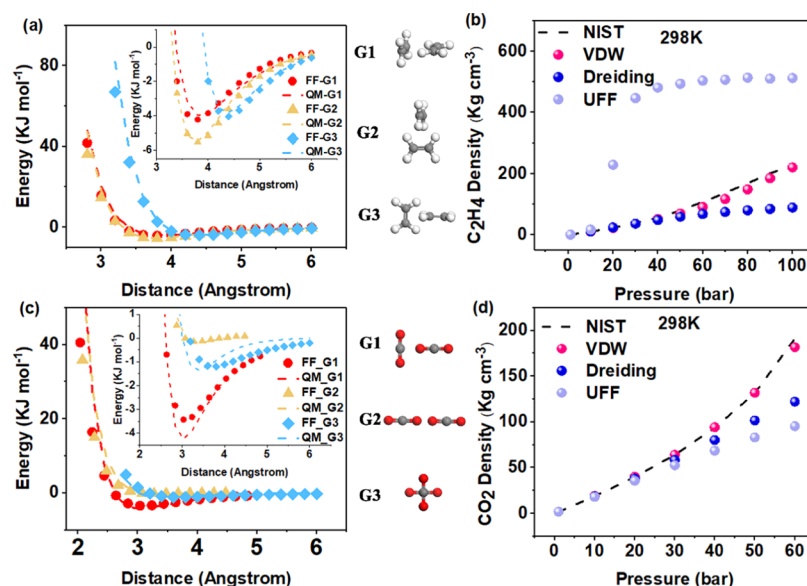 (a)
Energy (KJ mol-1)
80
40
0
3
4
5
6
Distance (Angstrom)
0
-2
-4
-6
3
4
5
6
Distance (Angstrom)
Energy (KJ mol-1)
FF-G1
QM-G1
FF-G2
QM-G2
FF-G3
QM-G3
G1
G2
G3
(b)
C2H4 Density (Kg cm-3)
600
400
200
0
0
20
40
60
80
100
Pressure (bar)
298K
NIST
VDW
Dreiding
UFF
(c)
Energy (KJ mol-1)
45
30
15
0
2
3
4
5
6
Distance (Angstrom)
1
0
-1
-2
-3
-4
2
3
4
5
6
Distance (Angstrom)
Energy (KJ mol-1)
FF_G1
QM_G1
FF_G2
QM_G2
FF_G3
QM_G3
G1
G2
G3
(d)
CO2 Density (Kg cm-3)
200
150
100
50
0
0
10
20
30
40
50
60
Pressure (bar)
298K
NIST
VDW
Dreiding
UFF